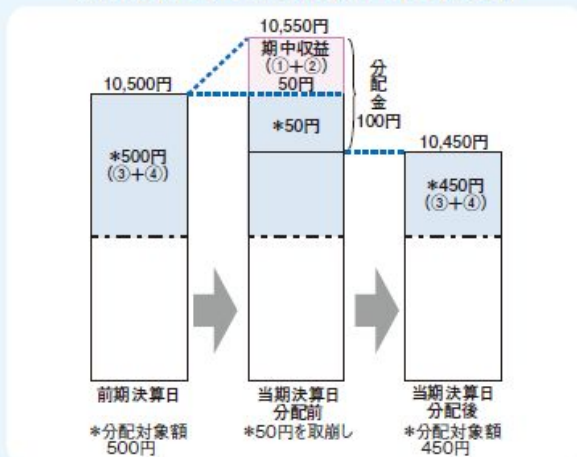 10,550円
期中収益
(①+②)
50円
分配金
100円
10,500円
*50円
10,450円
*500円
(③+④)
*450円
(③+④)
前期決算日
当期決算日
分配前
当期決算日
分配後
*分配対象額
500円
*50円を取崩し
*分配対象額
450円